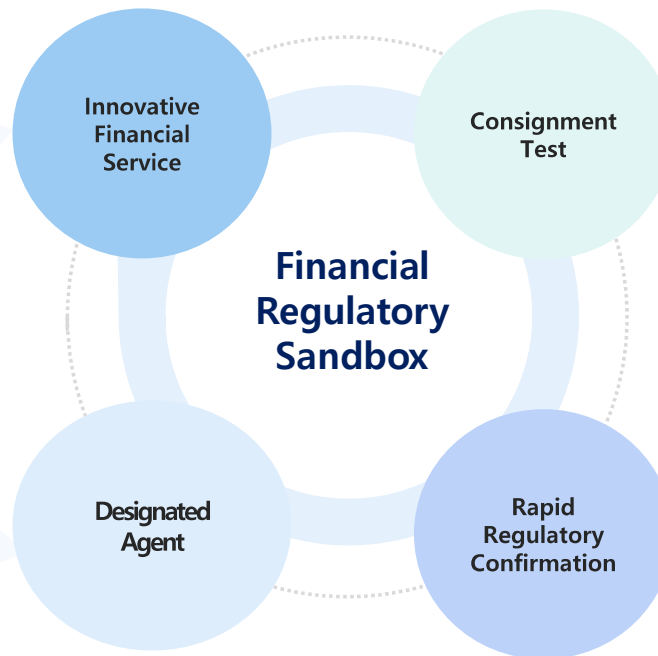 Innovative
Financial
Service
Consignment
Test
Financial
Regulatory
Sandbox
Designated
Agent
Rapid
Regulatory
Confirmation